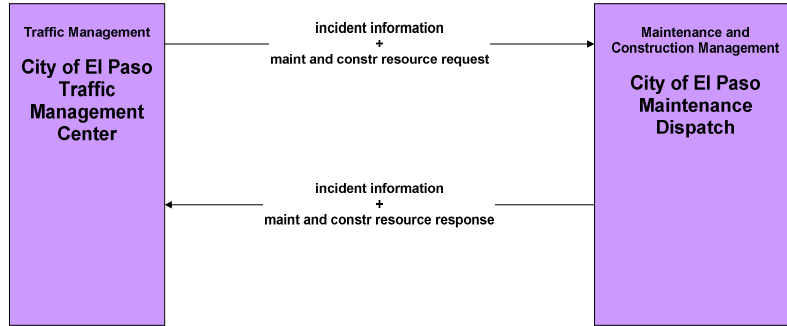 Traffic Management
City of El Paso
Traffic
Management
Center
incident information
+
maint and constr resource request
Maintenance and
Construction Management
City of El Paso
Maintenance
Dispatch
incident information
+
maint and constr resource response